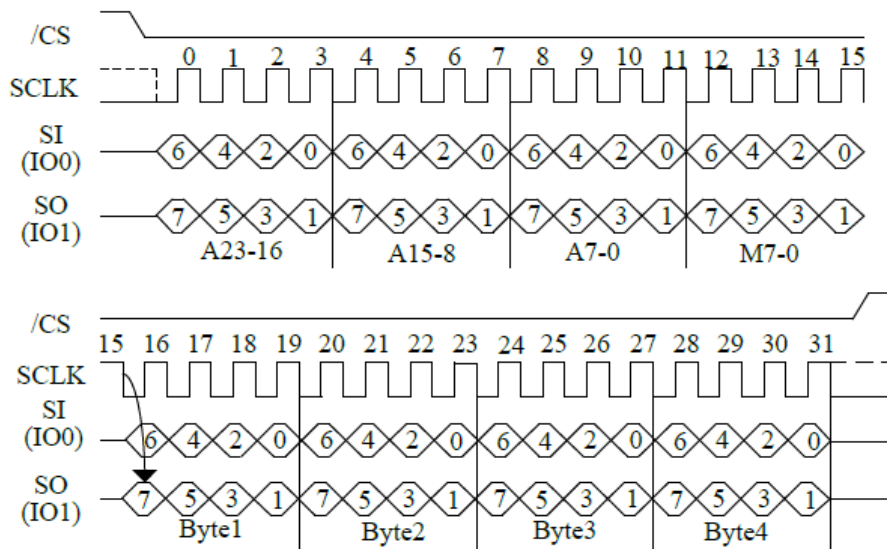 /CS
0 1 2 3 4 5 6 7 8 9 10 11 12 13 14 15
SCLK
SI
(IO0)
6 4 2 0 6 4 2 0 6 4 2 0 6 4 2 0
SO
(IO1)
7 5 3 1 7 5 3 1 7 5 3 1 7 5 3 1
A23-16 A15-8 A7-0 M7-0
/CS
15 16 17 18 19 20 21 22 23 24 25 26 27 28 29 30 31
SCLK
SI
(IO0)
6 4 2 0 6 4 2 0 6 4 2 0 6 4 2 0
SO
(IO1)
7 5 3 1 7 5 3 1 7 5 3 1 7 5 3 1
Byte1 Byte2 Byte3 Byte4